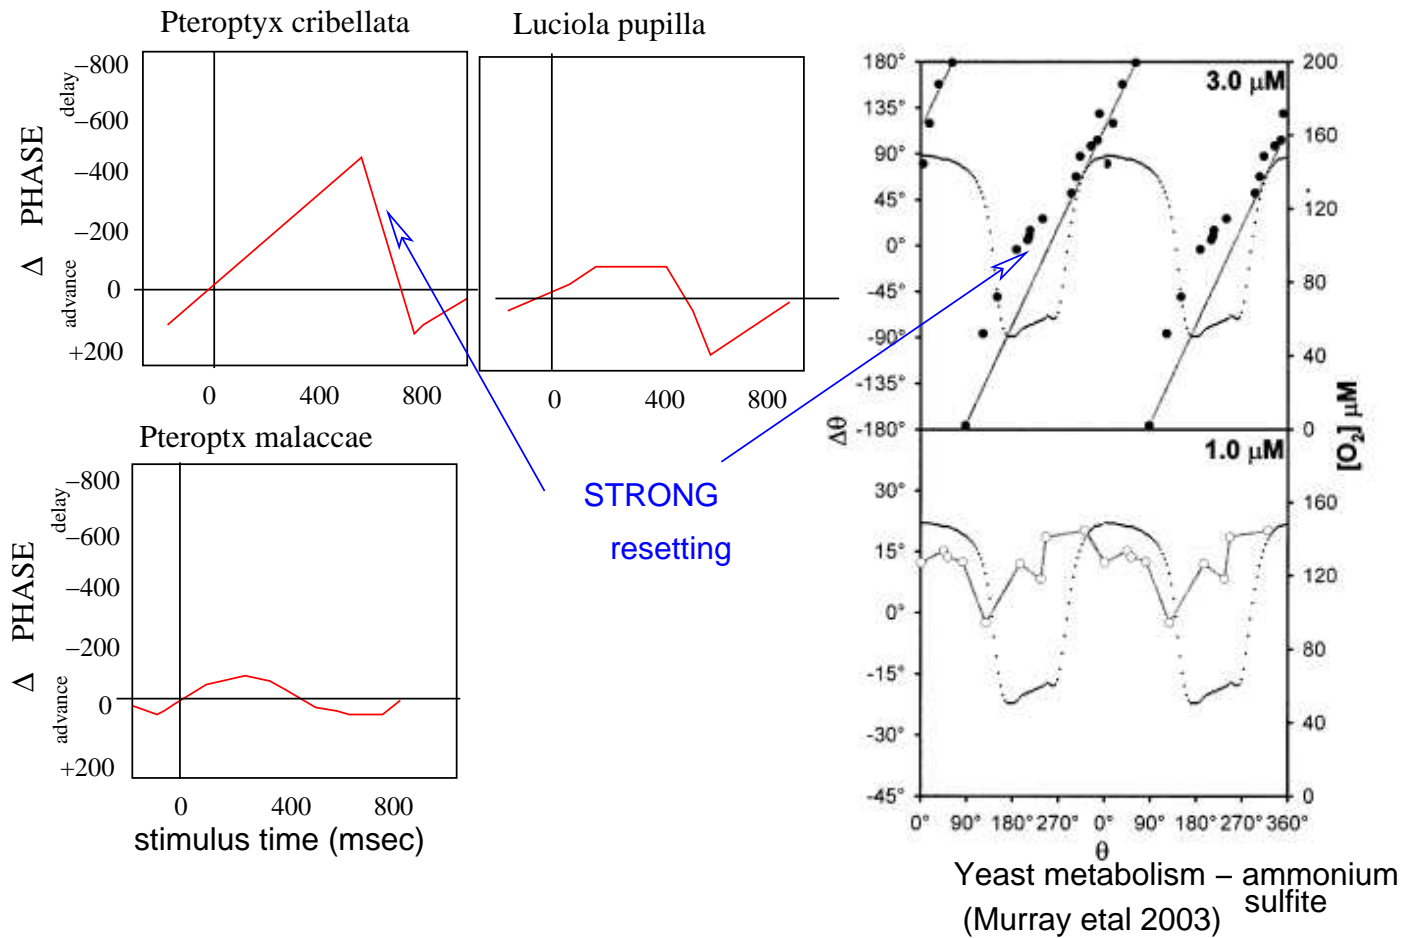 Pteroptyx cribellata
Δ PHASE
delay
advance
−800
−600
−400
−200
0
+200
0 400 800
Luciola pupilla
0 400 800
Pteroptx malaccae
Δ PHASE
delay
advance
−800
−600
−400
−200
0
+200
0 400 800
stimulus time (msec)
STRONG
resetting
3.0 μM
180°
135°
90°
45°
0°
-45°
-90°
-135°
-180°
200
160
120
80
40
0
Δθ
[O₂] μM
1.0 μM
30°
15°
0°
-15°
-30°
-45°
160
120
80
40
0
0° 90° 180° 270° 0° 90° 180° 270° 360°
θ
Yeast metabolism − ammonium
sulfite
(Murray etal 2003)